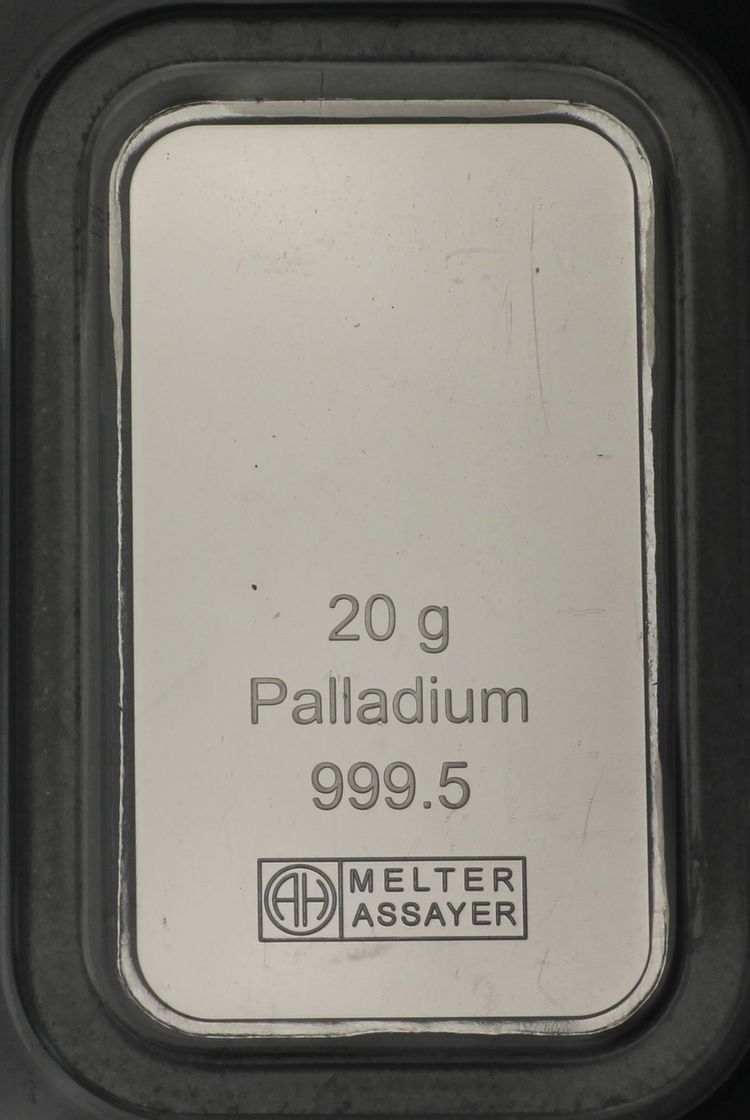 20 g
Palladium
999.5
AH MELTER
ASSAYER